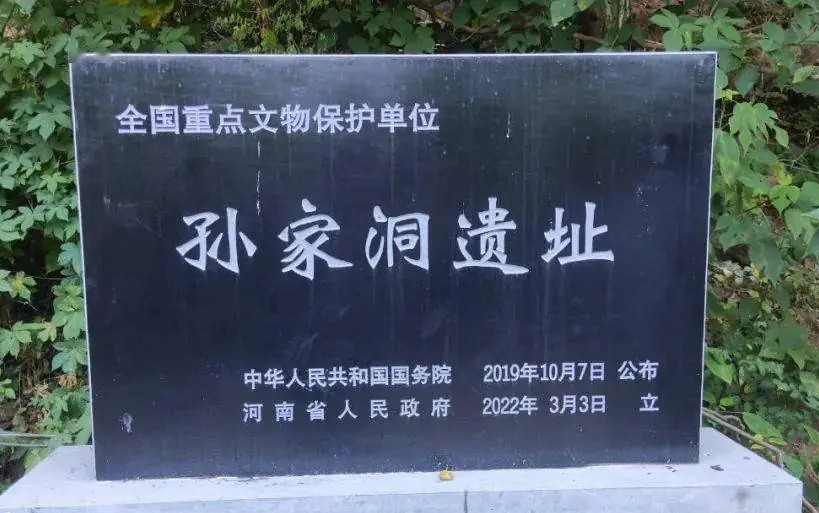 全国重点文物保护单位
孙家洞遗址
中华人民共和国国务院 2019年10月7日 公布
河南省人民政府 2022年 3月3日 立